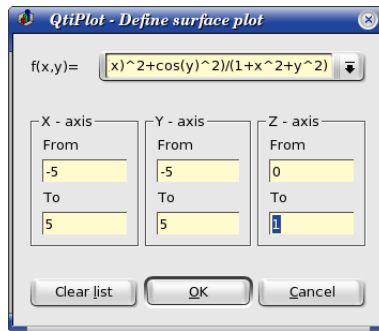 QtiPlot - Define surface plot
f(x,y)= x)^2+cos(y)^2)/(1+x^2+y^2)
X - axis Y - axis Z - axis
From From From
-5 -5 0
To To To
5 5 1
Clear list OK Cancel